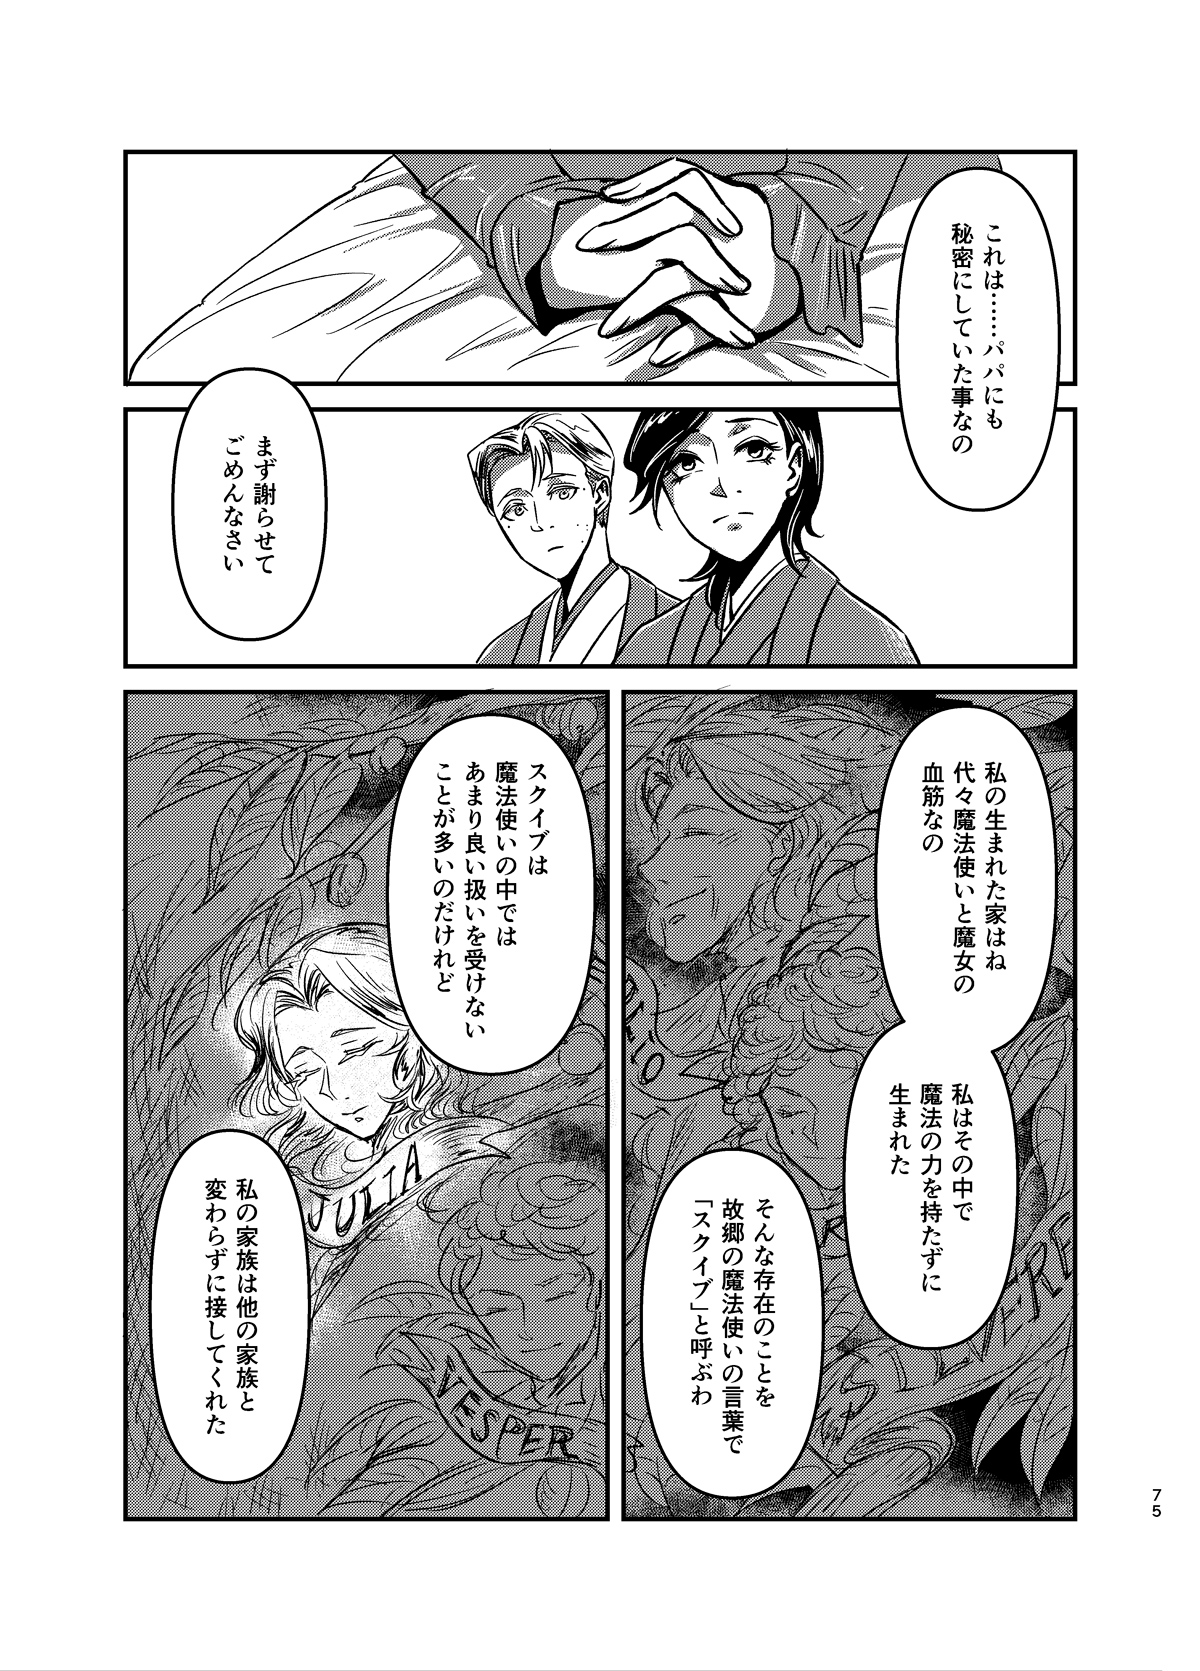 これは……パパにも
秘密にしていた事なの
まず謝らせて
ごめんなさい
私の生まれた家はね
代々魔法使いと魔女の
血筋なの
私はその中で
魔法の力を持たずに
生まれた
そんな存在のことを
故郷の魔法使いの言葉で
「スクイブ」と呼ぶわ
スクイブは
魔法使いの中では
あまり良い扱いを受けない
ことが多いのだけれど
JULIA
私の家族は他の家族と
変わらずに接してくれた
VESPER
75